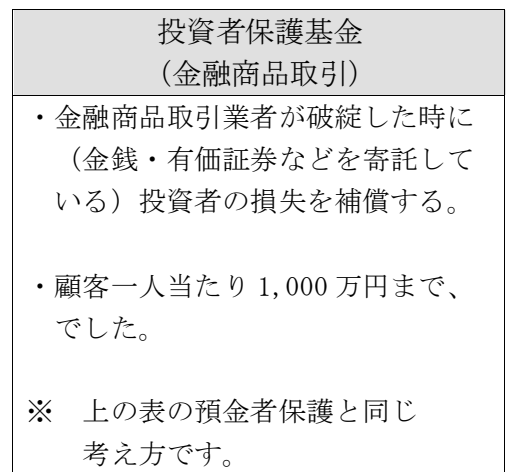 投資者保護基金
（金融商品取引）
・金融商品取引業者が破綻した時に
（金銭・有価証券などを寄託して
いる）投資者の損失を補償する。
・顧客一人当たり 1,000 万円まで、
でした。
※　上の表の預金者保護と同じ
考え方です。